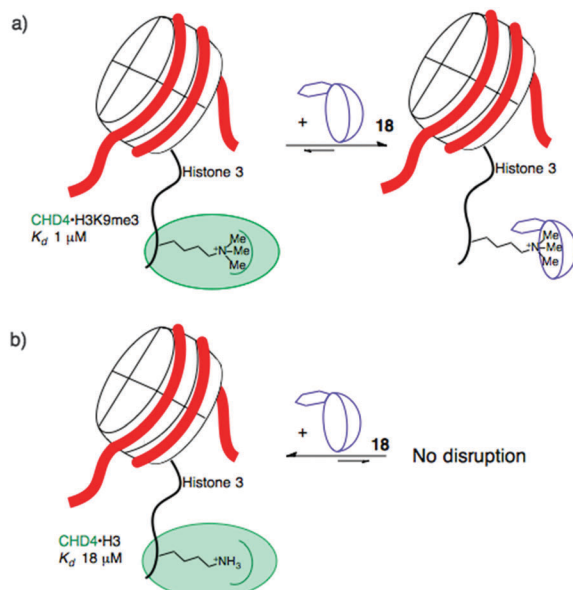 a)
+ 18
Histone 3
Histone 3
CHD4•H3K9me3
Kd 1 μM
Me
+N–Me
Me
Me
+N Me
Me
b)
+ 18
No disruption
Histone 3
CHD4•H3
Kd 18 μM
+NH3